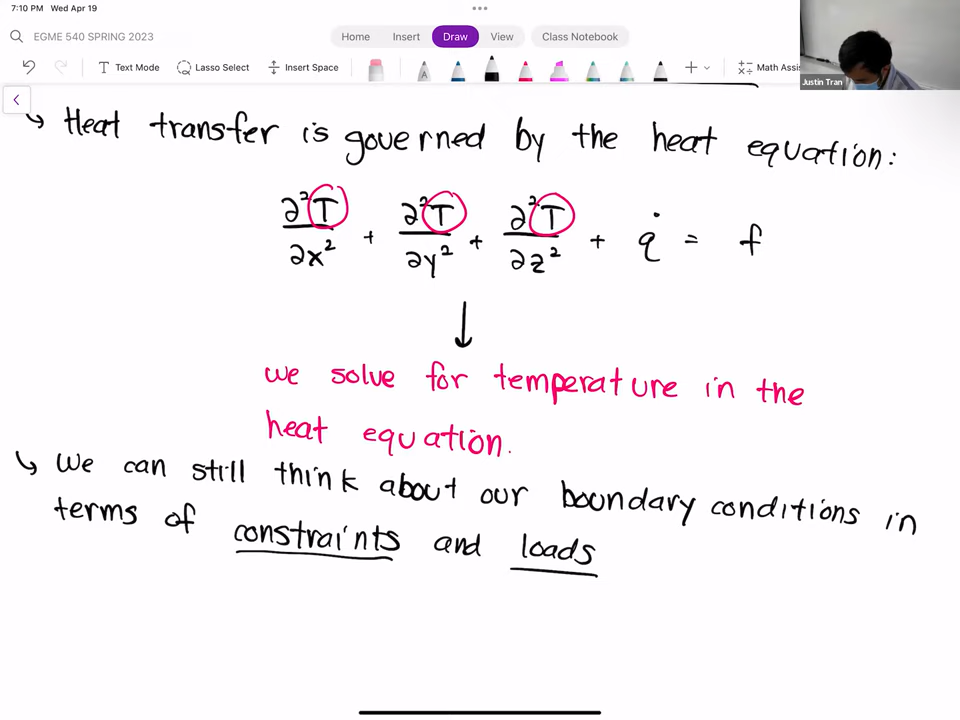 7:10 PM Wed Apr 19
EGME 540 SPRING 2023
Home Insert Draw View Class Notebook
Text Mode Lasso Select Insert Space A Math Assis
Justin Tran
↳ Heat transfer is governed by the heat equation:
∂²T/∂x² + ∂²T/∂y² + ∂²T/∂z² + q̇ = f
↓
we solve for temperature in the
heat equation.
↳ We can still think about our boundary conditions in
terms of constraints and loads